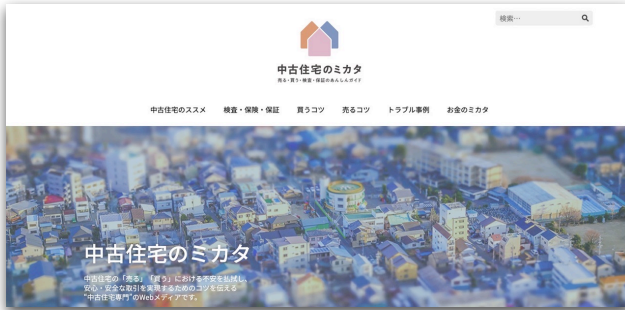 検索…
中古住宅のミカタ
売る・買う・検査・保証のあんしんガイド
中古住宅のススメ 検査・保険・保証 買うコツ 売るコツ トラブル事例 お金のミカタ
中古住宅のミカタ
中古住宅の「売る」「買う」における不安を払拭し、
安心・安全な取引を実現するためのコツを伝える
“中古住宅専門”のWebメディアです。